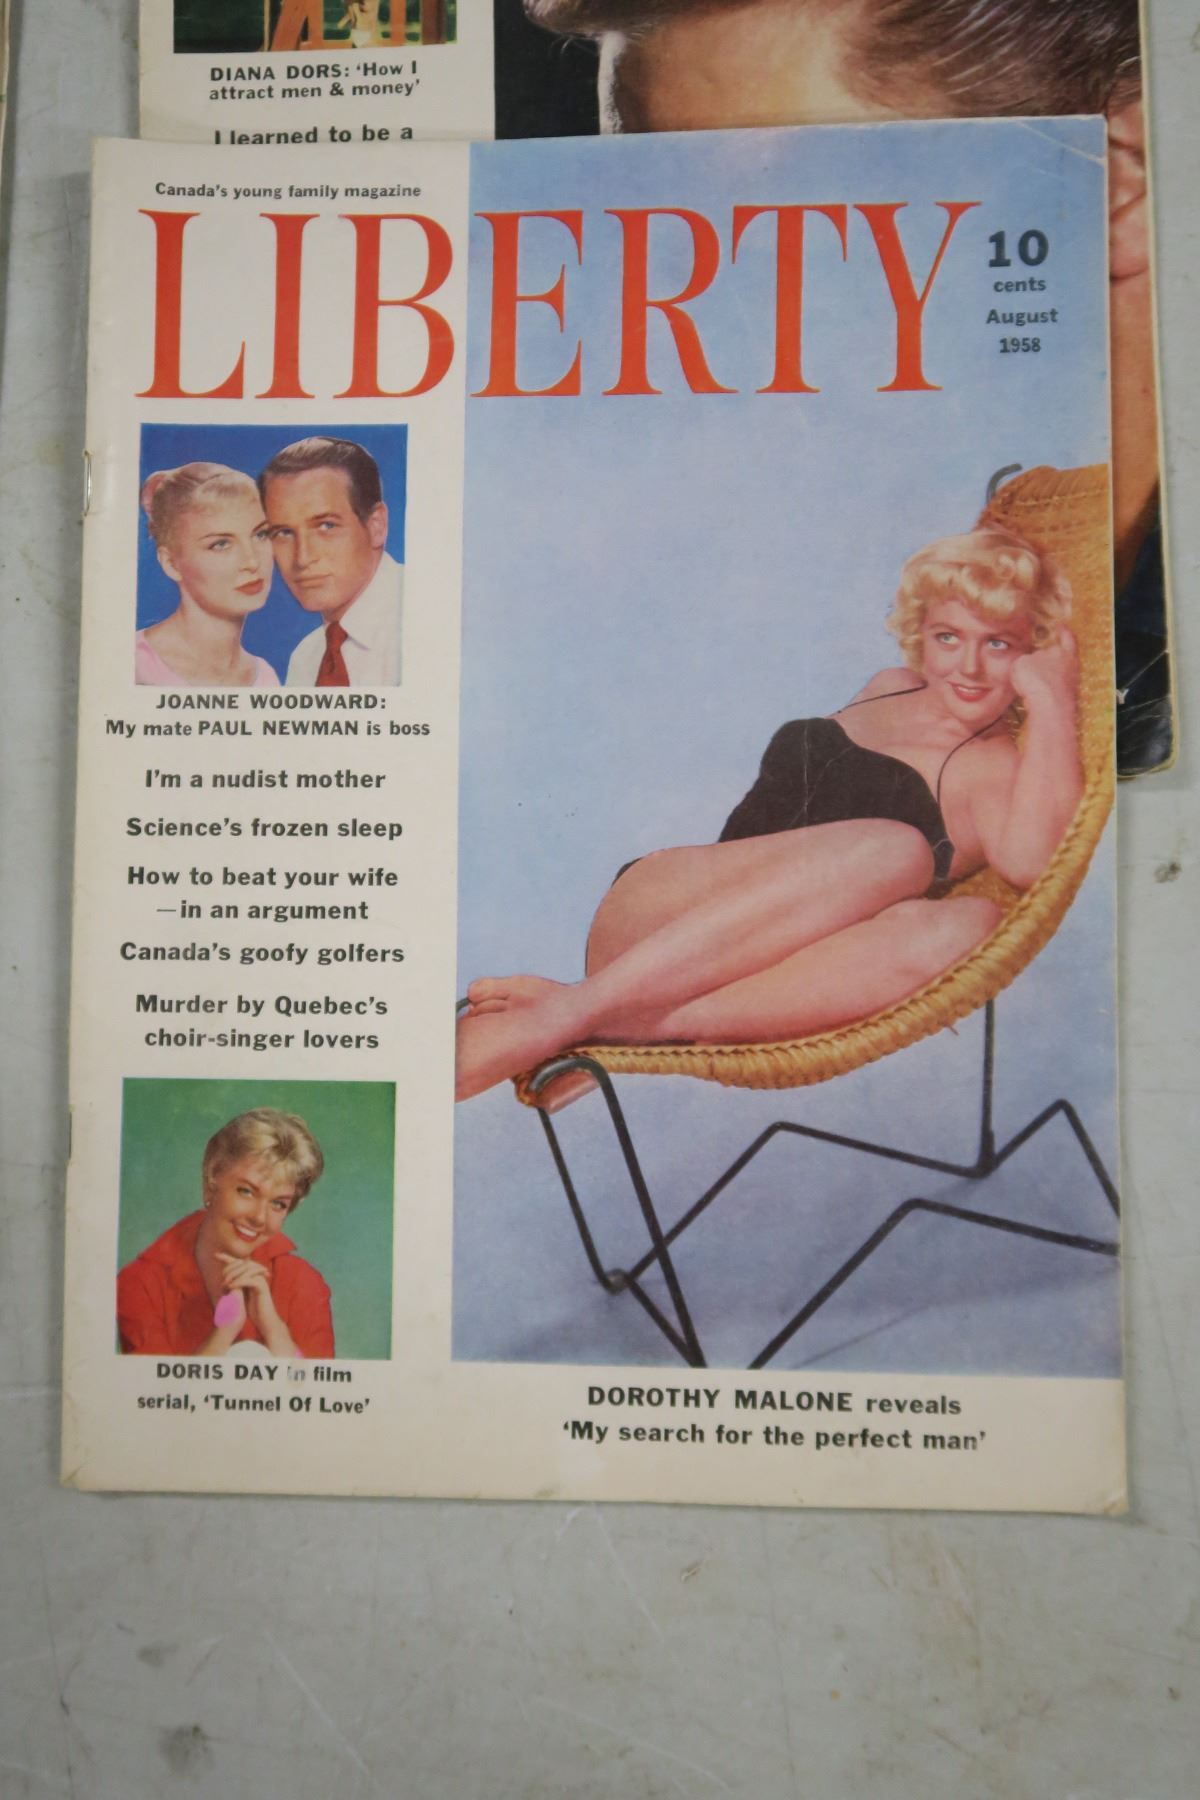 DIANA DORS: 'How I
attract men & money'
I learned to be a
Canada's young family magazine
LIBERTY
10
cents
August
1958
JOANNE WOODWARD:
My mate PAUL NEWMAN is boss
I'm a nudist mother
Science's frozen sleep
How to beat your wife
—in an argument
Canada's goofy golfers
Murder by Quebec's
choir-singer lovers
DORIS DAY in film
serial, 'Tunnel Of Love'
DOROTHY MALONE reveals
'My search for the perfect man'